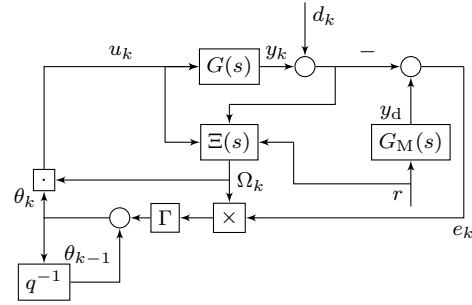 d_k
u_k G(s) y_k −
y_d
Ξ(s) G_M(s)
θ_k · Ω_k r
Γ × e_k
θ_{k−1}
q^{−1}